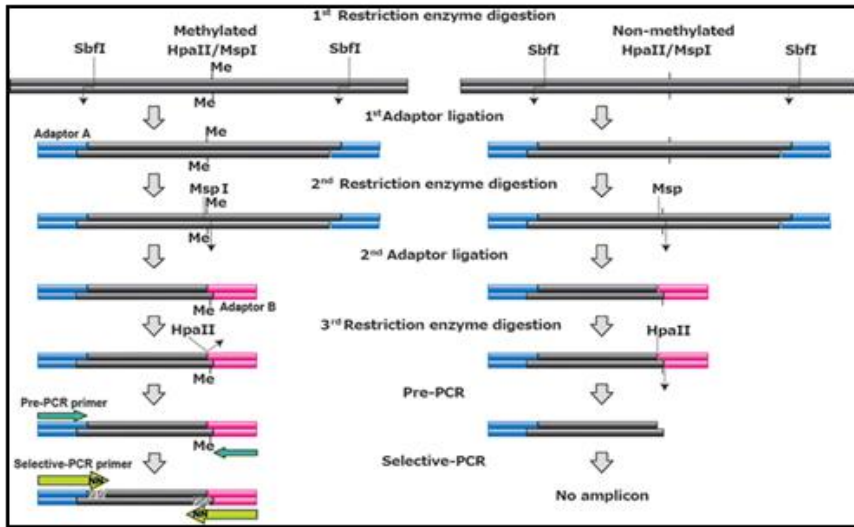 1st Restriction enzyme digestion
Methylated
HpaII/MspI
SbfI
Me
SbfI
Me
Non-methylated
HpaII/MspI
SbfI
SbfI
1st Adaptor ligation
Adaptor A
Me
Me
2nd Restriction enzyme digestion
Msp I
Me
Me
Msp
2nd Adaptor ligation
Adaptor B
Me
3rd Restriction enzyme digestion
HpaII
Me
HpaII
Pre-PCR
Pre-PCR primer
Me
Selective-PCR
Selective-PCR primer
NN
NN
No amplicon